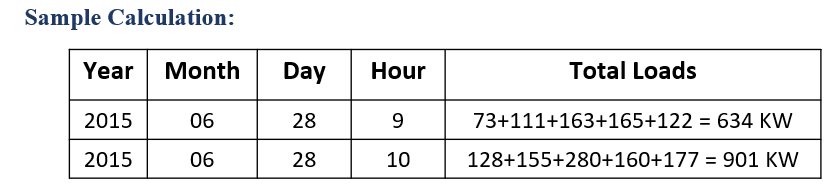 Sample Calculation:
Year Month Day Hour Total Loads
2015 06 28 9 73+111+163+165+122 = 634 KW
2015 06 28 10 128+155+280+160+177 = 901 KW